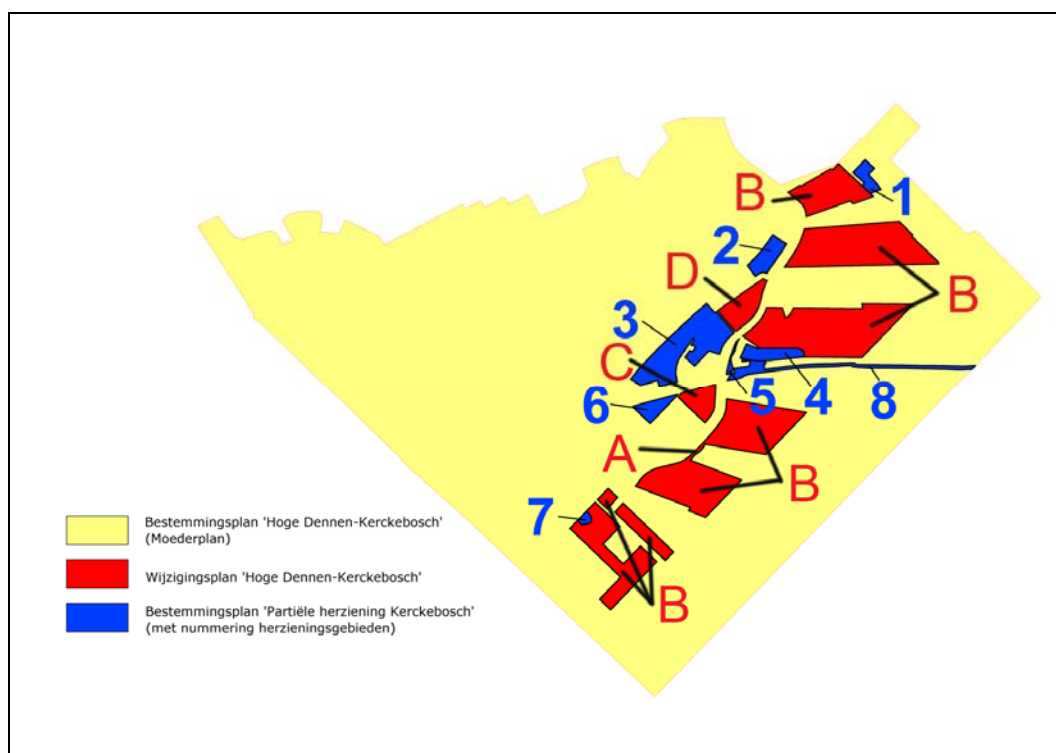 B
1
2
D
B
3
C
4
5
8
6
A
B
7
B
Bestemmingsplan 'Hoge Dennen-Kerckebosch'
(Moederplan)
Wijzigingsplan 'Hoge Dennen-Kerckebosch'
Bestemmingsplan 'Partiële herziening Kerckebosch'
(met nummering herzieningsgebieden)